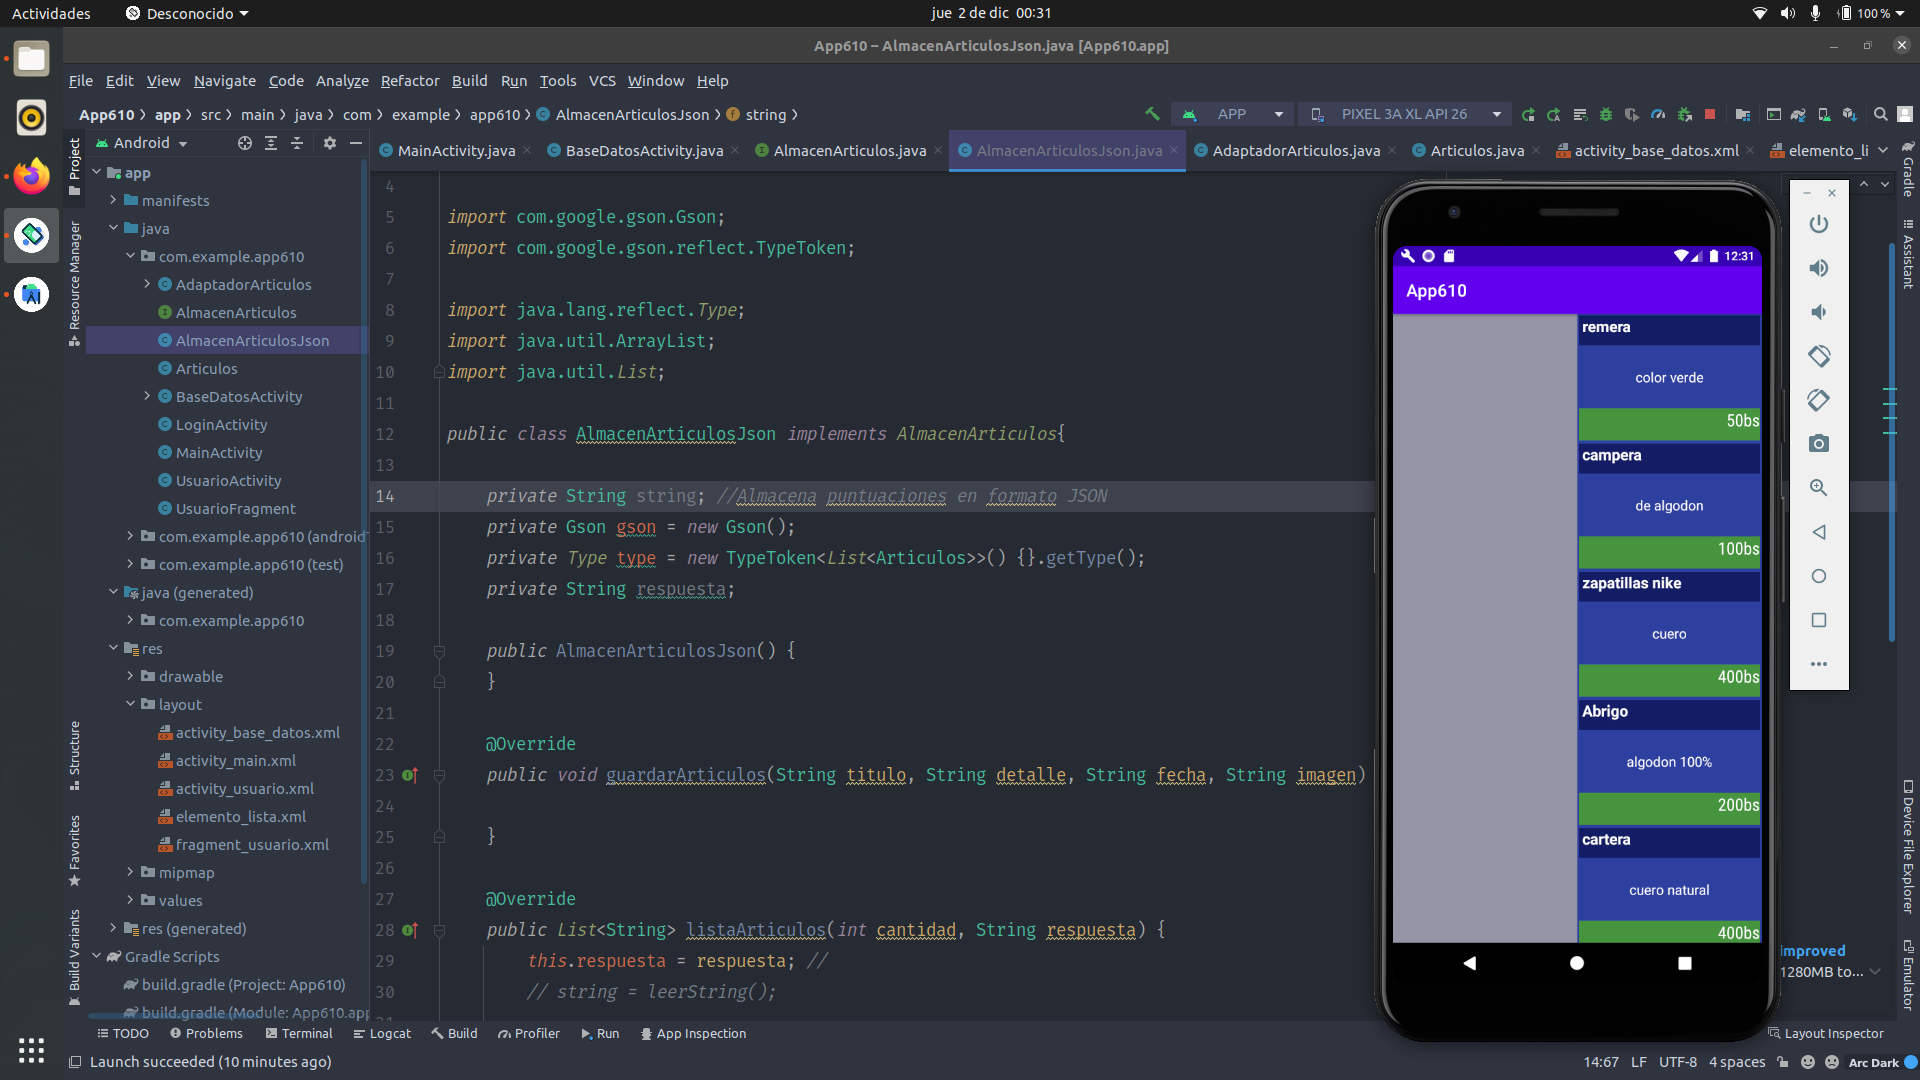 Actividades
Desconocido
jue 2 de dic 00:31
100 %
App610 – AlmacenArticulosJson.java [App610.app]
File Edit View Navigate Code Analyze Refactor Build Run Tools VCS Window Help
App610 app src main java com example app610 AlmacenArticulosJson string
APP
PIXEL 3A XL API 26
Android
MainActivity.java
BaseDatosActivity.java
AlmacenArticulos.java
AlmacenArticulosJson.java
AdaptadorArticulos.java
Articulos.java
activity_base_datos.xml
elemento_li
Project
Resource Manager
Structure
Favorites
Build Variants
app
manifests
java
com.example.app610
AdaptadorArticulos
AlmacenArticulos
AlmacenArticulosJson
Articulos
BaseDatosActivity
LoginActivity
MainActivity
UsuarioActivity
UsuarioFragment
com.example.app610 (android
com.example.app610 (test)
java (generated)
com.example.app610
res
drawable
layout
activity_base_datos.xml
activity_main.xml
activity_usuario.xml
elemento_lista.xml
fragment_usuario.xml
mipmap
values
res (generated)
Gradle Scripts
build.gradle (Project: App610)
build.gradle (Module: App610.app
4
5 import com.google.gson.Gson;
6 import com.google.gson.reflect.TypeToken;
7
8 import java.lang.reflect.Type;
9 import java.util.ArrayList;
10 import java.util.List;
11
12 public class AlmacenArticulosJson implements AlmacenArticulos{
13
14 private String string; //Almacena puntuaciones en formato JSON
15 private Gson gson = new Gson();
16 private Type type = new TypeToken<List<Articulos>>() {}.getType();
17 private String respuesta;
18
19 public AlmacenArticulosJson() {
20 }
21
22 @Override
23 public void guardarArticulos(String titulo, String detalle, String fecha, String imagen)
24
25 }
26
27 @Override
28 public List<String> listaArticulos(int cantidad, String respuesta) {
29 this.respuesta = respuesta; //
30 // string = leerString();
12:31
App610
remera
color verde
50bs
campera
de algodon
100bs
zapatillas nike
cuero
400bs
Abrigo
algodon 100%
200bs
cartera
cuero natural
400bs
Gradle
Assistant
Device File Explorer
Emulator
improved
1280MB to...
TODO Problems Terminal Logcat Build Profiler Run App Inspection
Layout Inspector
Launch succeeded (10 minutes ago)
14:67 LF UTF-8 4 spaces
Arc Dark